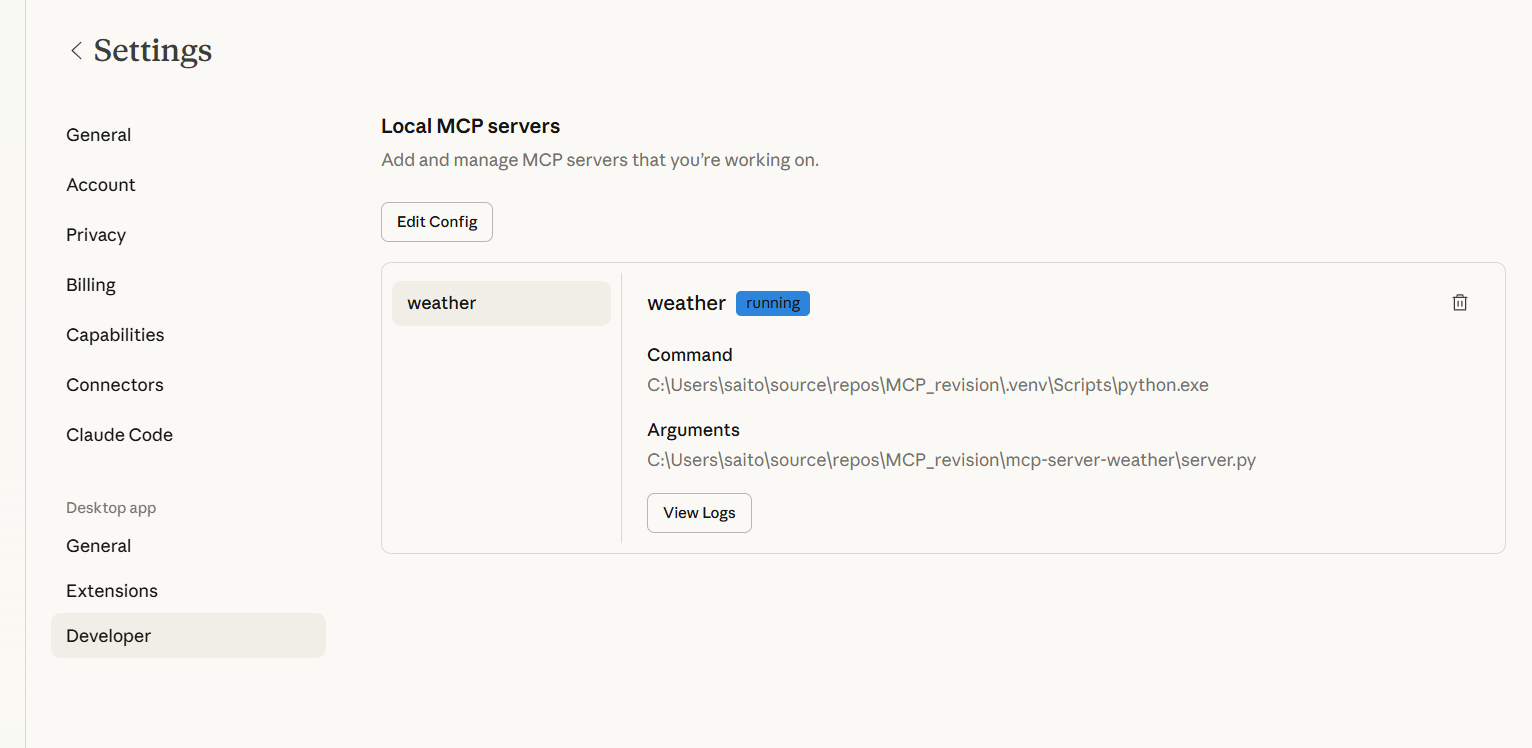 Settings
General
Account
Privacy
Billing
Capabilities
Connectors
Claude Code
Desktop app
General
Extensions
Developer
Local MCP servers
Add and manage MCP servers that you’re working on.
Edit Config
weather
weather running
Command
C:\Users\saito\source\repos\MCP_revision\.venv\Scripts\python.exe
Arguments
C:\Users\saito\source\repos\MCP_revision\mcp-server-weather\server.py
View Logs